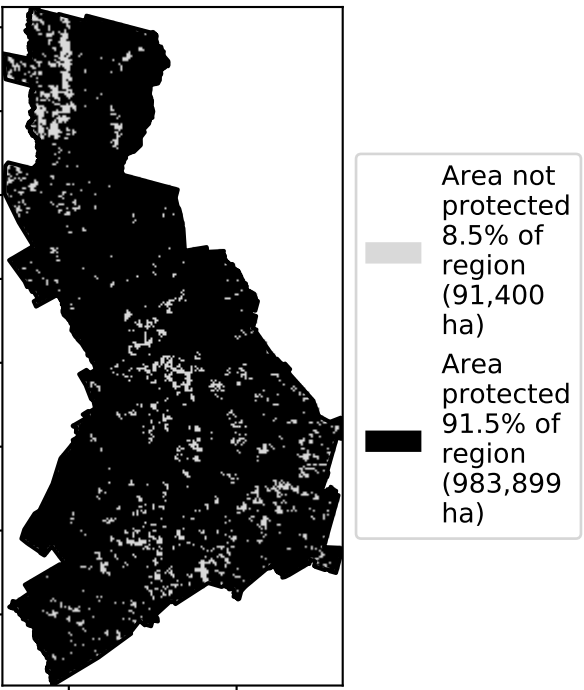 Area not
protected
8.5% of
region
(91,400
ha)
Area
protected
91.5% of
region
(983,899
ha)